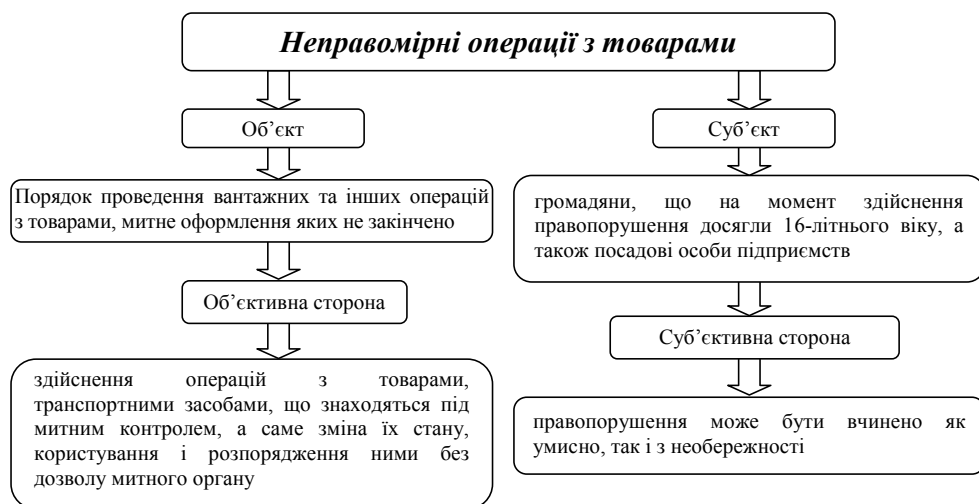 Неправомірні операції з товарами
Об’єкт
Порядок проведення вантажних та інших операцій
з товарами, митне оформлення яких не закінчено
Об’єктивна сторона
здійснення операцій з товарами,
транспортними засобами, що знаходяться під
митним контролем, а саме зміна їх стану,
користування і розпорядження ними без
дозволу митного органу
Суб’єкт
громадяни, що на момент здійснення
правопорушення досягли 16-літнього віку, а
також посадові особи підприємств
Суб’єктивна сторона
правопорушення може бути вчинено як
умисно, так і з необережності